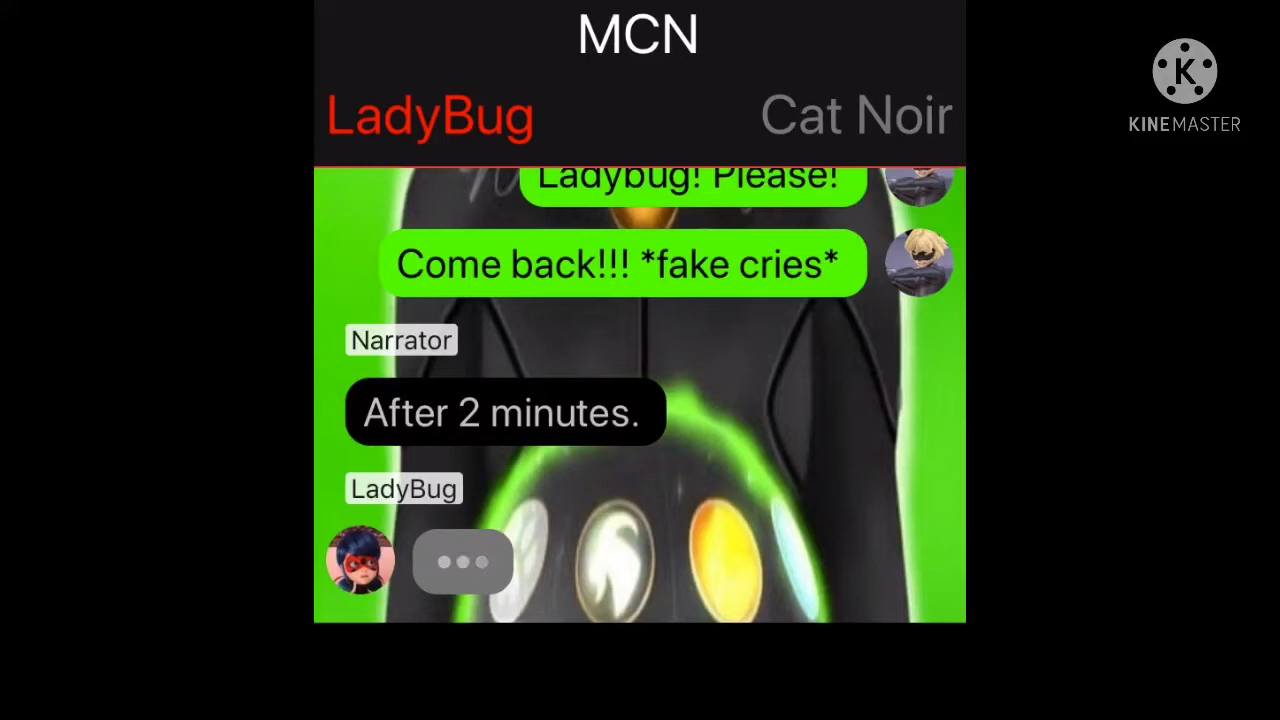 MCN
LadyBug
Cat Noir
K
KINEMASTER
Ladybug! Please!
Come back!!! *fake cries*
Narrator
After 2 minutes.
LadyBug